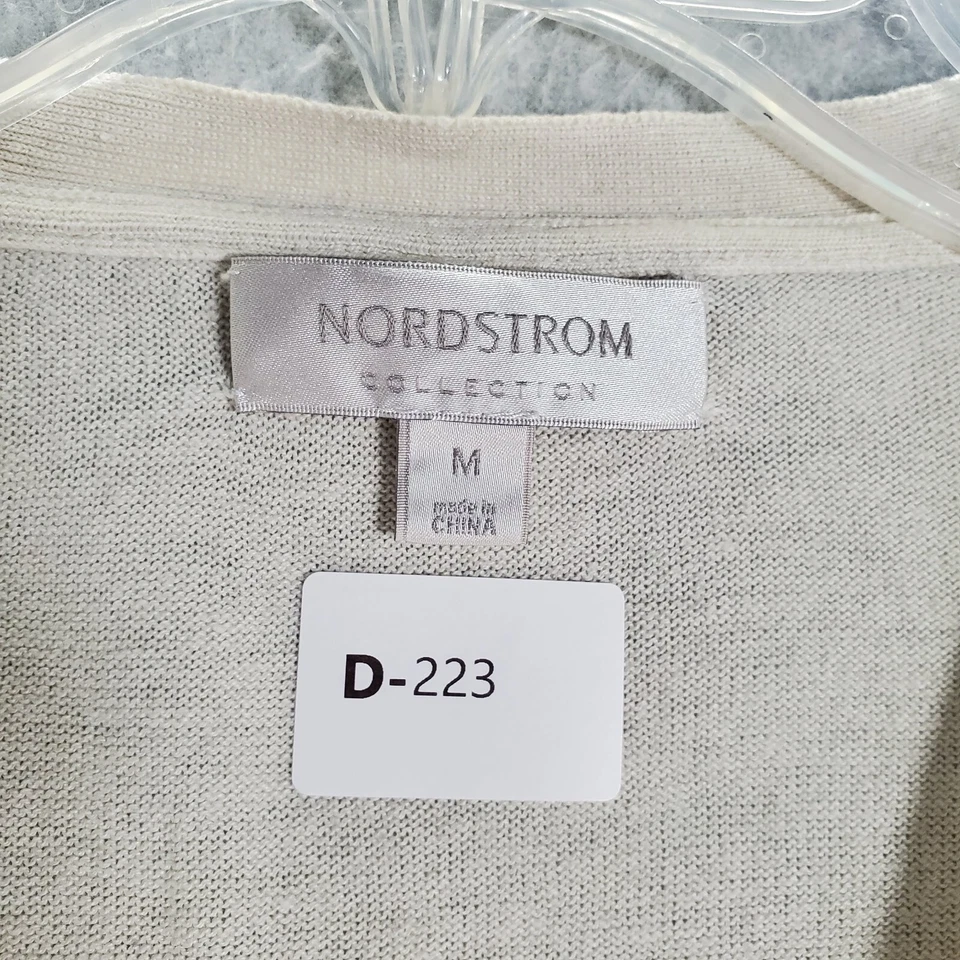 NORDSTROM
COLLECTION
M
made in
CHINA
D-223